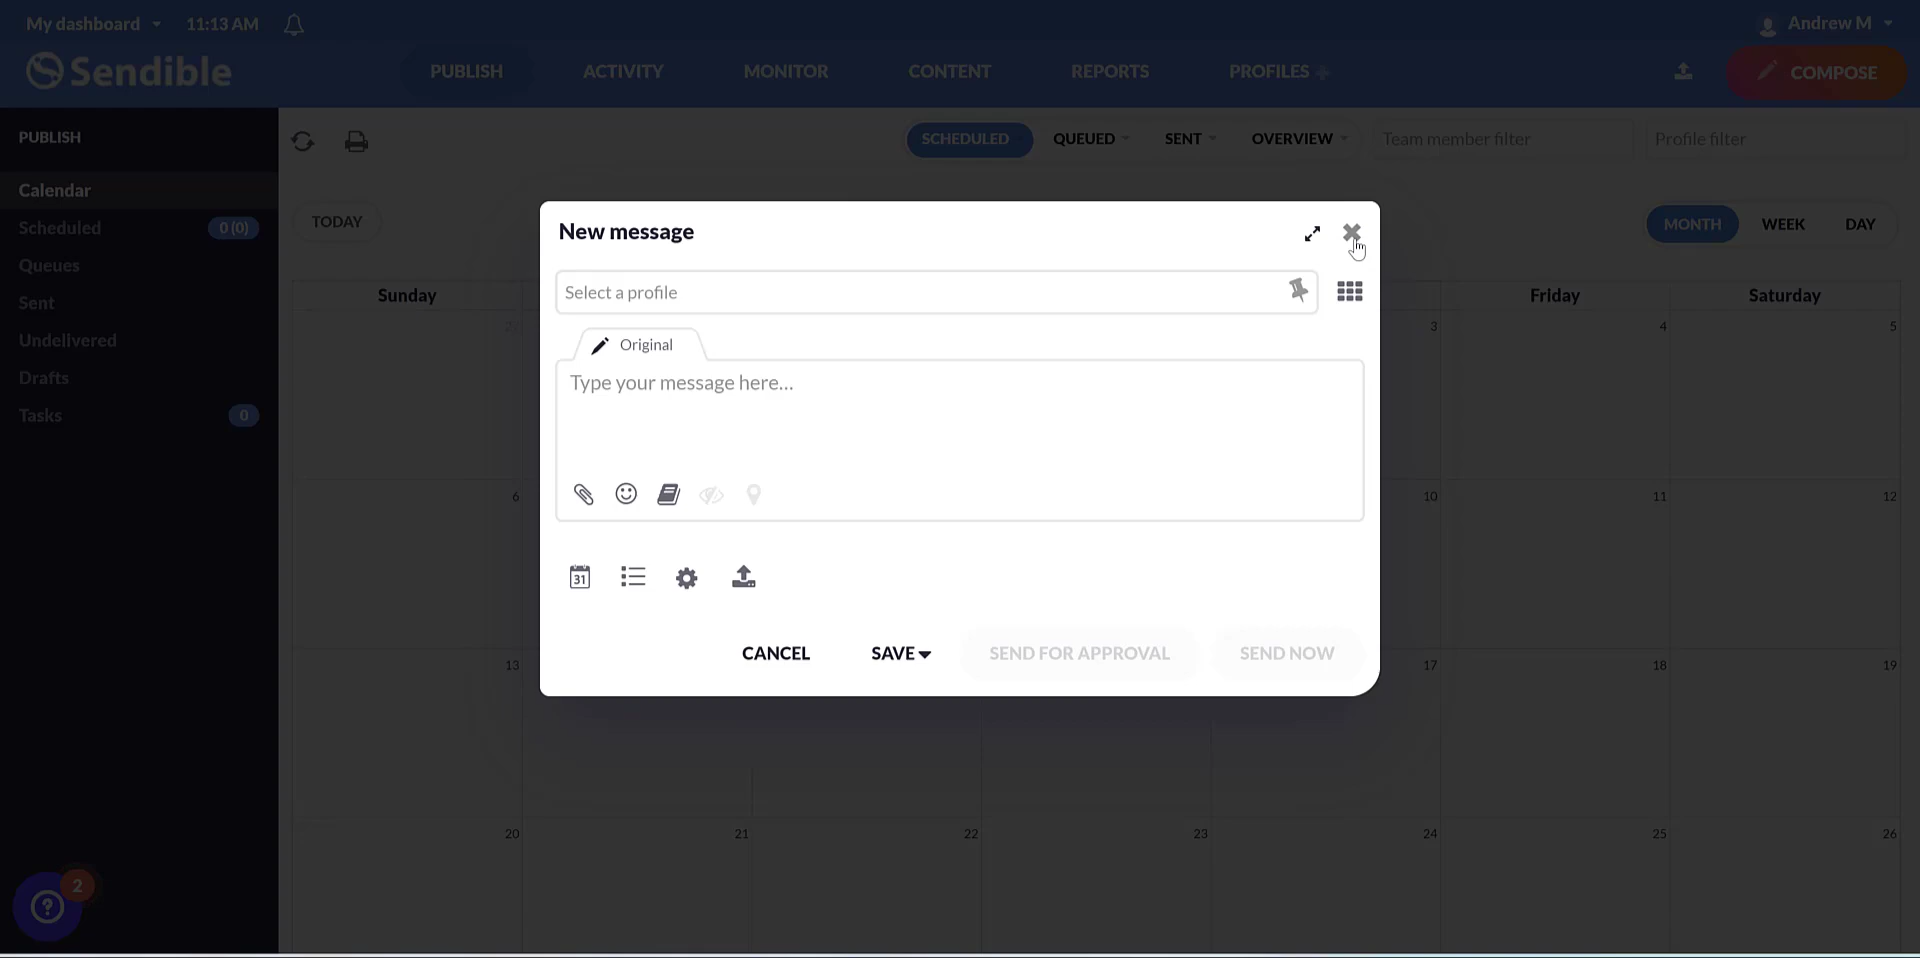 My dashboard 11:13 AM Andrew M
Sendible PUBLISH ACTIVITY MONITOR CONTENT REPORTS PROFILES COMPOSE
PUBLISH
Calendar
Scheduled 0 (0)
Queues
Sent
Undelivered
Drafts
Tasks 0
2
SCHEDULED QUEUED SENT OVERVIEW Team member filter Profile filter
TODAY MONTH WEEK DAY
Sunday Friday Saturday
2 3 4 5
6 10 11 12
13 17 18 19
20 21 22 23 24 25 26
New message
Select a profile
Original
Type your message here...
31
CANCEL SAVE SEND FOR APPROVAL SEND NOW